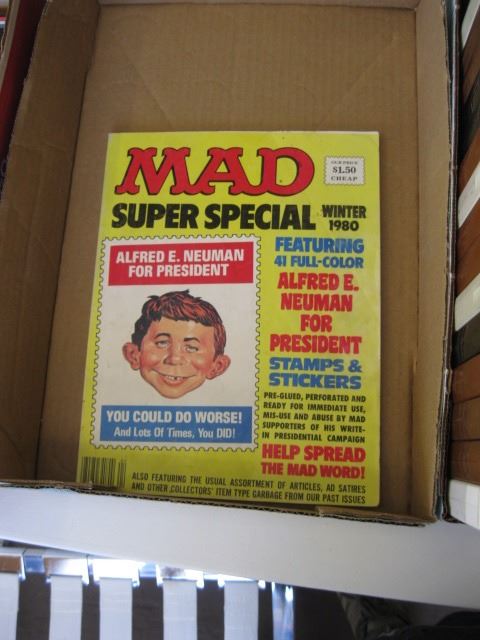 MAD
OUR PRICE
$1.50
CHEAP
SUPER SPECIAL WINTER
1980
ALFRED E. NEUMAN
FOR PRESIDENT
YOU COULD DO WORSE!
And Lots Of Times, You DID!
FEATURING
41 FULL-COLOR
ALFRED E.
NEUMAN
FOR
PRESIDENT
STAMPS &
STICKERS
PRE-GLUED, PERFORATED AND
READY FOR IMMEDIATE USE,
MIS-USE AND ABUSE BY MAD
SUPPORTERS OF HIS WRITE-
IN PRESIDENTIAL CAMPAIGN
HELP SPREAD
THE MAD WORD!
ALSO FEATURING THE USUAL ASSORTMENT OF ARTICLES, AD SATIRES
AND OTHER COLLECTORS' ITEM TYPE GARBAGE FROM OUR PAST ISSUES